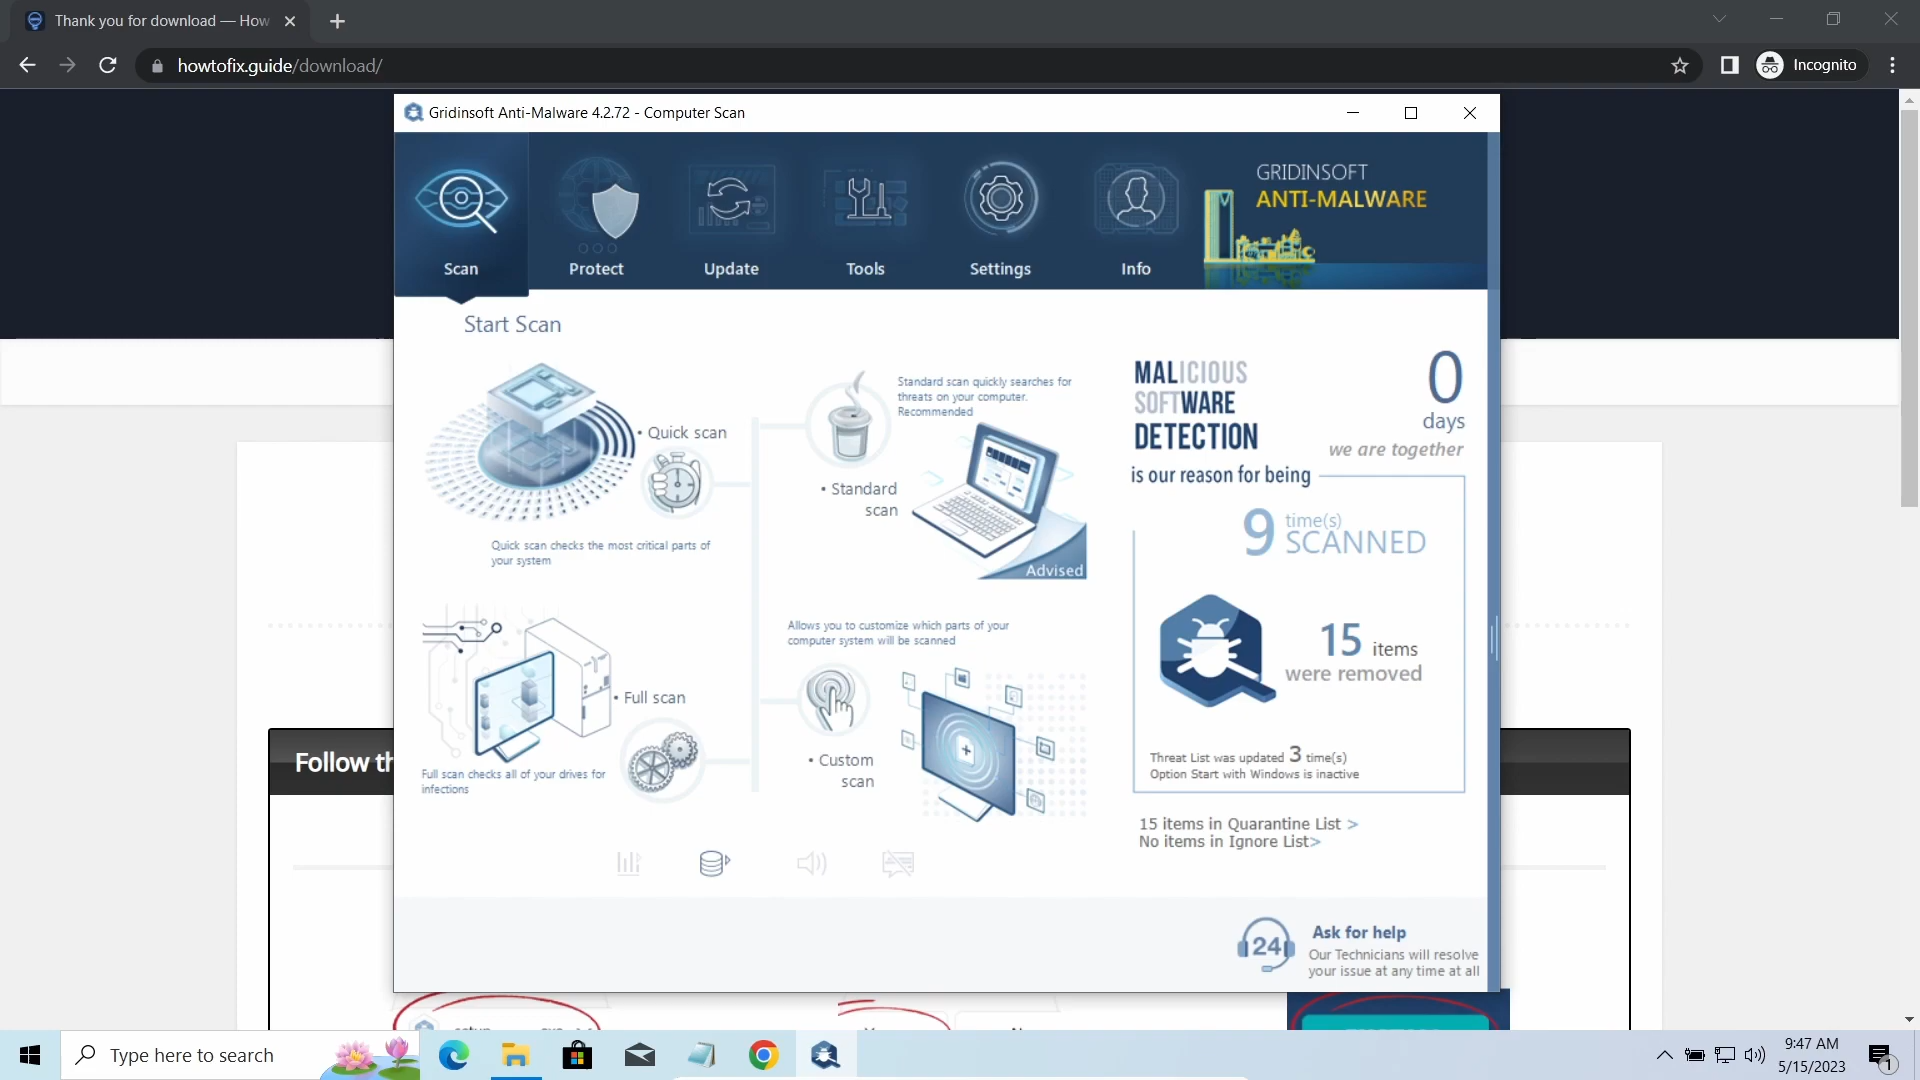 Thank you for download — How
howtofix.guide/download/
Incognito
Gridinsoft Anti-Malware 4.2.72 - Computer Scan
Scan
Protect
Update
Tools
Settings
Info
GRIDINSOFT
ANTI-MALWARE
Start Scan
• Quick scan
Quick scan checks the most critical parts of
your system
Standard scan quickly searches for
threats on your computer.
Recommended
• Standard
scan
Advised
• Full scan
Full scan checks all of your drives for
infections
Allows you to customize which parts of your
computer system will be scanned
• Custom
scan
MALICIOUS
SOFTWARE
DETECTION
is our reason for being
0
days
we are together
9 time(s)
SCANNED
15 items
were removed
Threat List was updated 3 time(s)
Option Start with Windows is inactive
15 items in Quarantine List >
No items in Ignore List>
24
Ask for help
Our Technicians will resolve
your issue at any time at all
Follow th
Type here to search
9:47 AM
5/15/2023
1